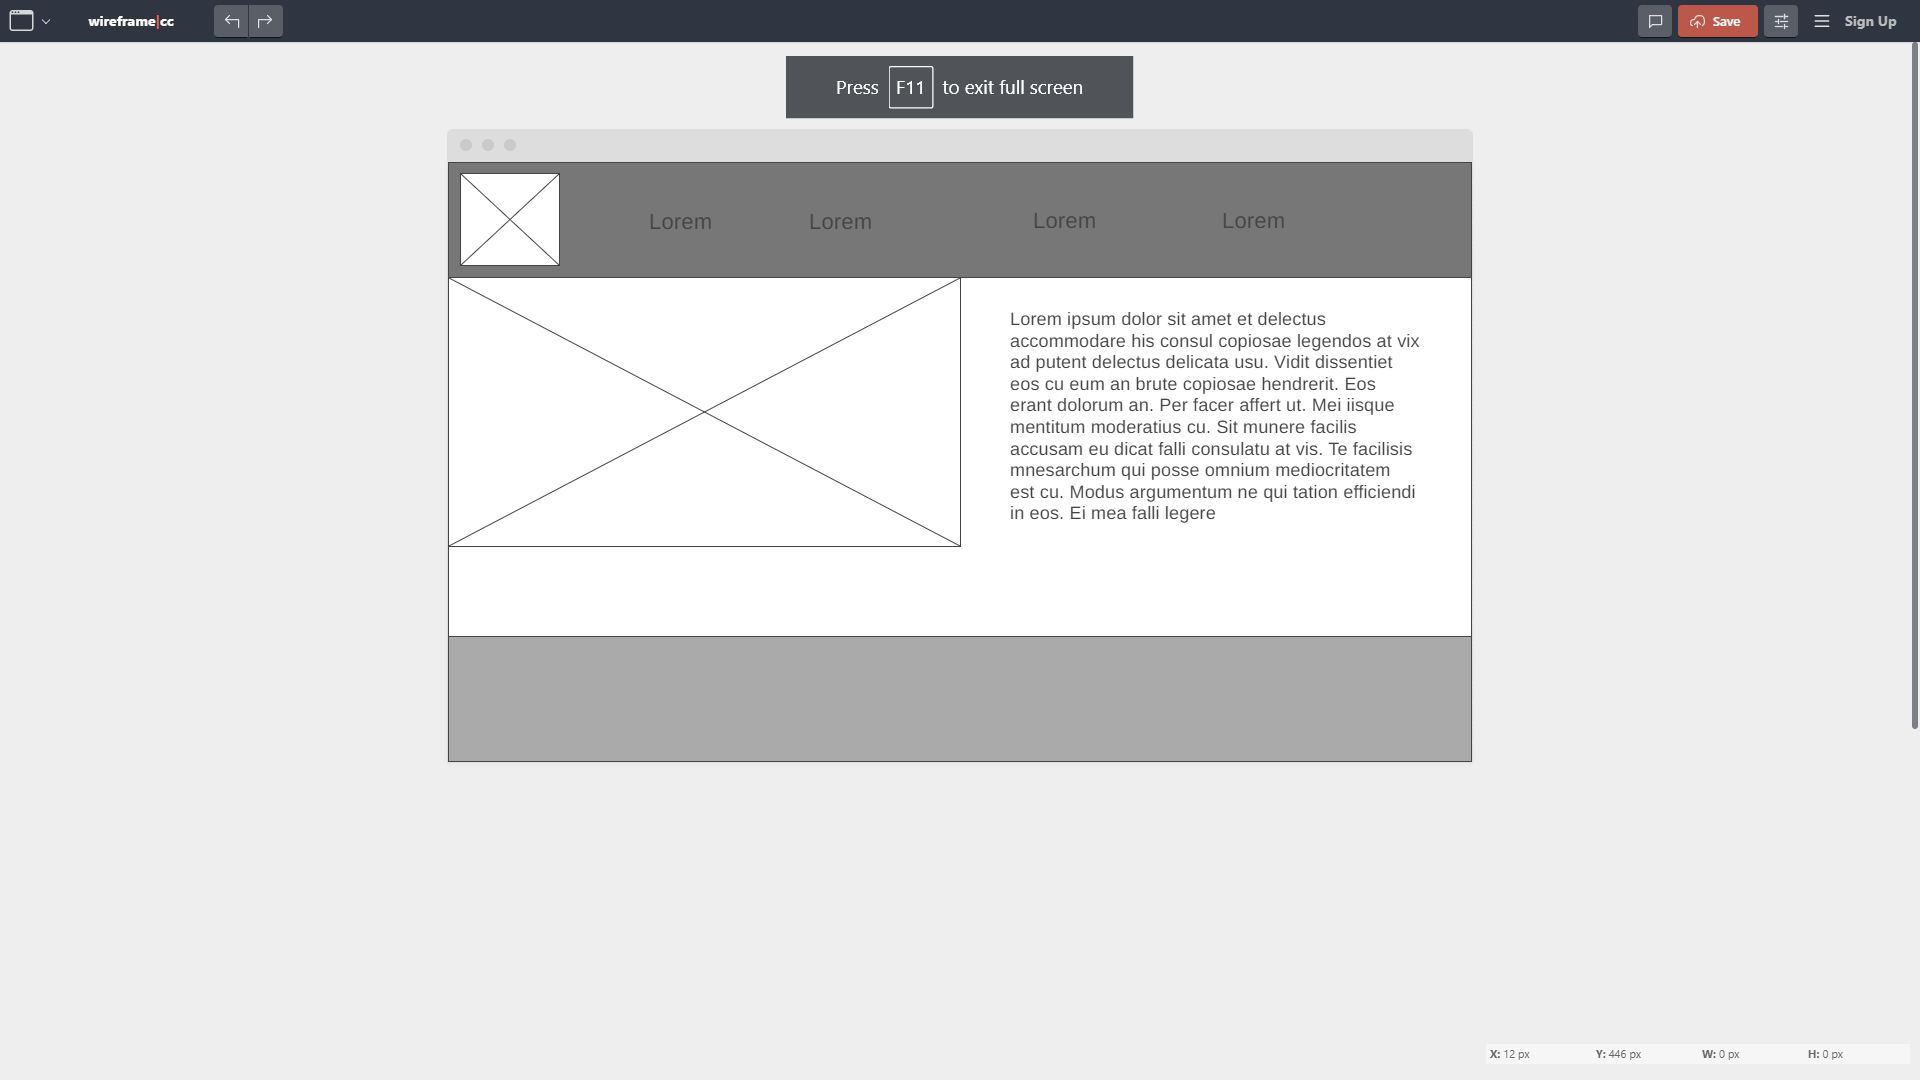 wireframe|cc
Save
Sign Up
Press F11 to exit full screen
Lorem Lorem Lorem Lorem
Lorem ipsum dolor sit amet et delectus
accommodare his consul copiosae legendos at vix
ad putent delectus delicata usu. Vidit dissentiet
eos cu eum an brute copiosae hendrerit. Eos
erant dolorum an. Per facer affert ut. Mei iisque
mentitum moderatius cu. Sit munere facilis
accusam eu dicat falli consulatu at vis. Te facilisis
mnesarchum qui posse omnium mediocritatem
est cu. Modus argumentum ne qui tation efficiendi
in eos. Ei mea falli legere
X: 12 px Y: 446 px W: 0 px H: 0 px